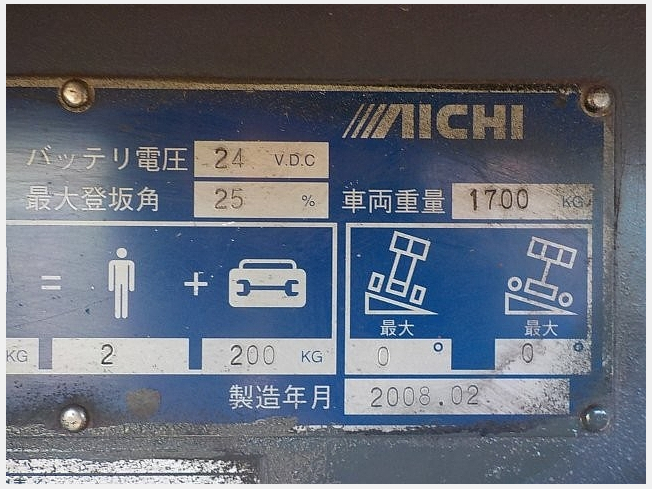 AICHI
バッテリ電圧 24 V.D.C
最大登坂角 25 % 車両重量 1700 KG
= +
最大 最大
KG 2 200 KG 0 ° 0 °
製造年月 2008.02